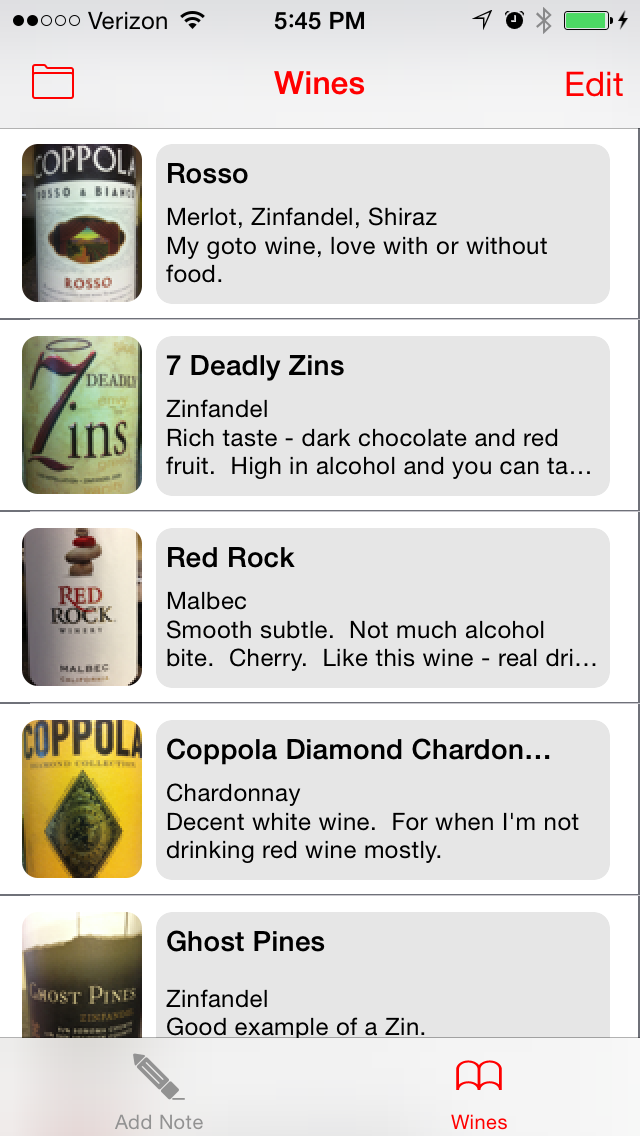 Verizon 5:45 PM
Wines Edit
COPPOLA
ROSSO & BIANCO
ROSSO
Rosso
Merlot, Zinfandel, Shiraz
My goto wine, love with or without
food.
7 DEADLY
Zins
7 Deadly Zins
Zinfandel
Rich taste - dark chocolate and red
fruit.  High in alcohol and you can ta...
RED
ROCK
WINERY
MALBEC
CALIFORNIA
Red Rock
Malbec
Smooth subtle.  Not much alcohol
bite.  Cherry.  Like this wine - real dri...
COPPOLA
DIAMOND COLLECTION
Coppola Diamond Chardon...
Chardonnay
Decent white wine.  For when I'm not
drinking red wine mostly.
GHOST PINES
ZINFANDEL
Ghost Pines
Zinfandel
Good example of a Zin.
Add Note
Wines